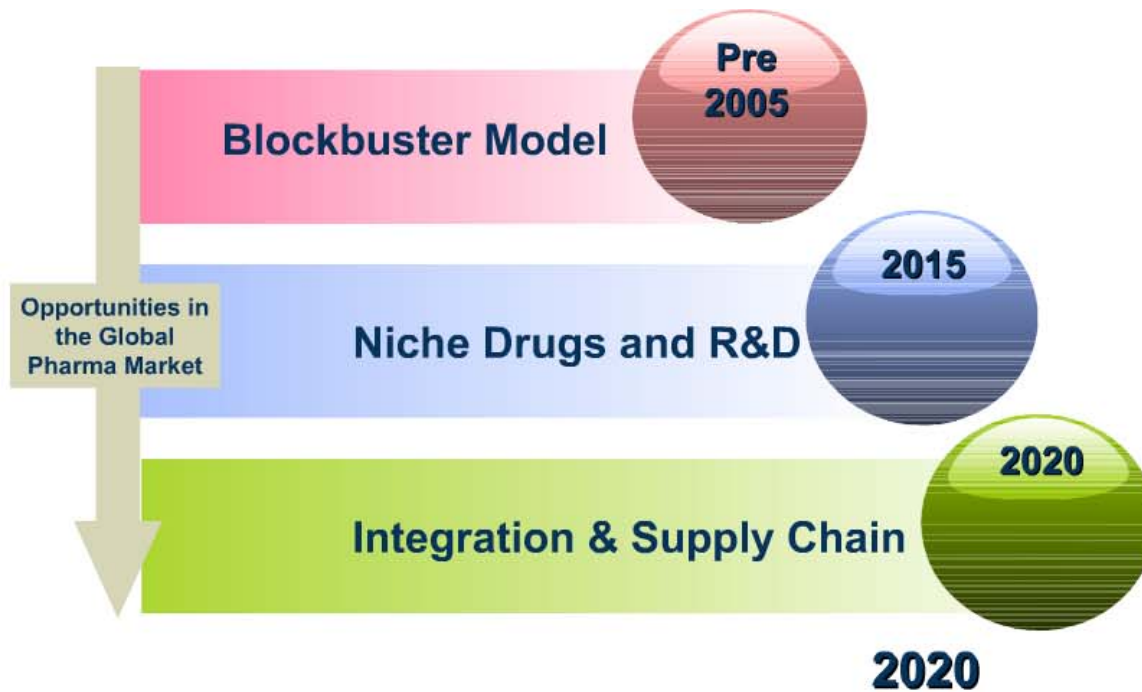 Pre
2005
Blockbuster Model
2015
Opportunities in
the Global
Pharma Market
Niche Drugs and R&D
2020
Integration & Supply Chain
2020